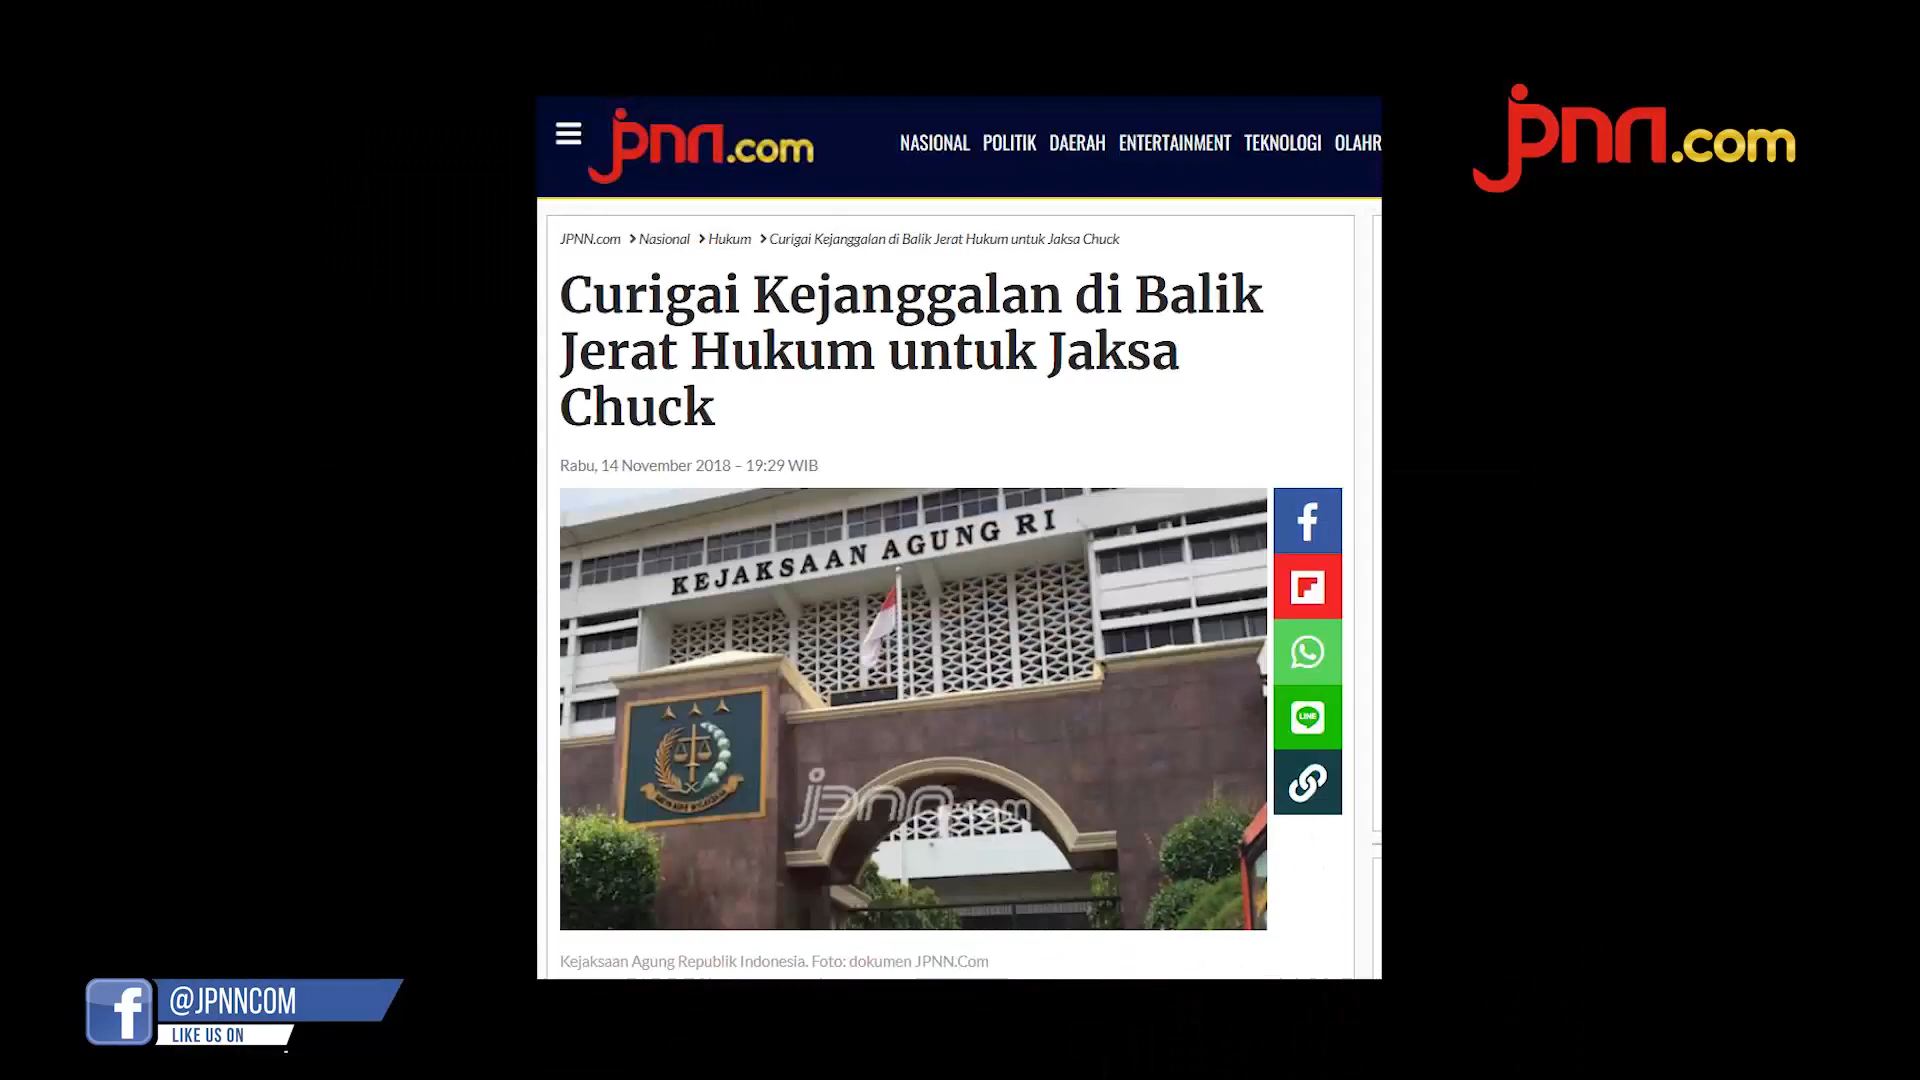 jpnn.com
NASIONAL POLITIK DAERAH ENTERTAINMENT TEKNOLOGI OLAHR
jpnn.com
JPNN.com > Nasional > Hukum > Curigai Kejanggalan di Balik Jerat Hukum untuk Jaksa Chuck
Curigai Kejanggalan di Balik
Jerat Hukum untuk Jaksa
Chuck
Rabu, 14 November 2018 – 19:29 WIB
KEJAKSAAN AGUNG RI
LINE
jpnn.com
Kejaksaan Agung Republik Indonesia. Foto: dokumen JPNN.Com
@JPNNCOM
LIKE US ON